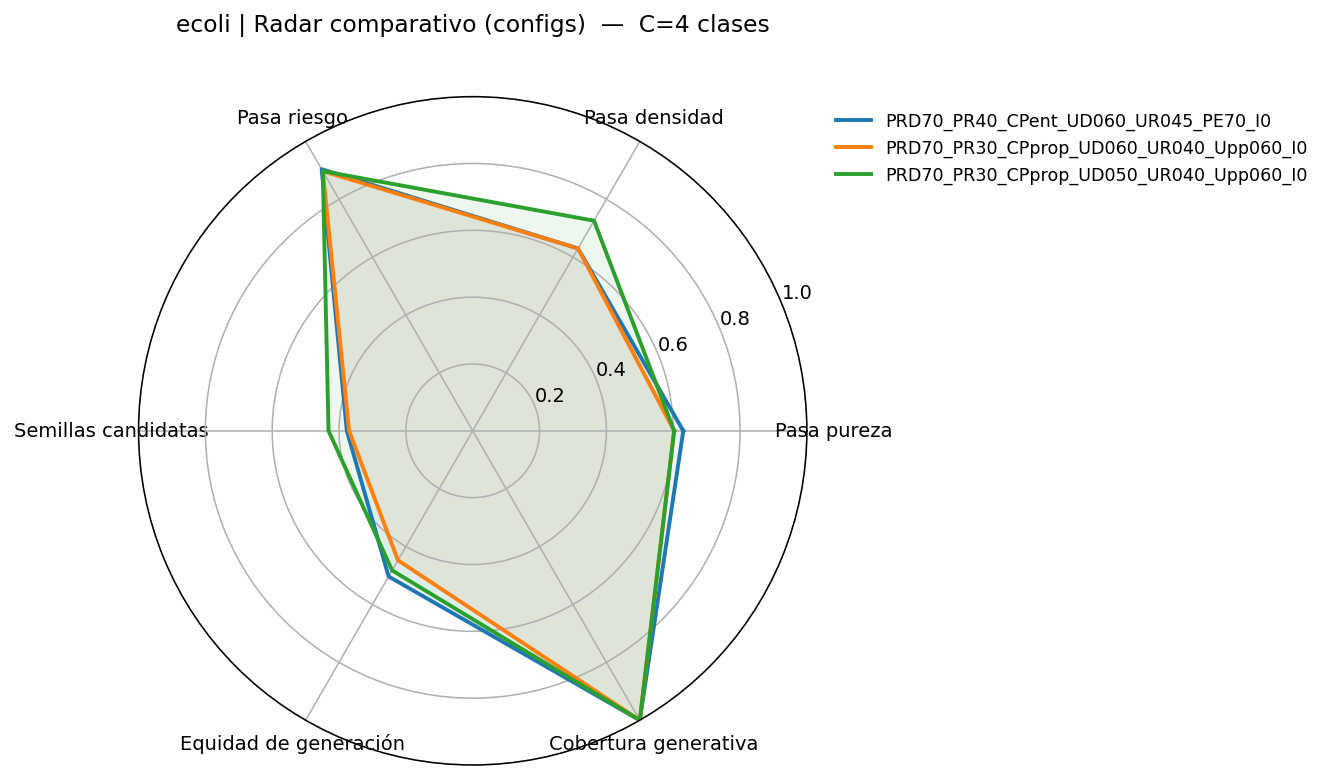 ecoli | Radar comparativo (configs)  —  C=4 clases
Pasa riesgo
Pasa densidad
PRD70_PR40_CPent_UD060_UR045_PE70_I0
PRD70_PR30_CPprop_UD060_UR040_Upp060_I0
PRD70_PR30_CPprop_UD050_UR040_Upp060_I0
1.0
0.8
0.6
0.4
0.2
Semillas candidatas
Pasa pureza
Equidad de generación
Cobertura generativa